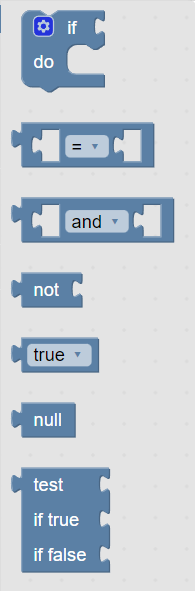 if
do
=
and
not
true
null
test
if true
if false